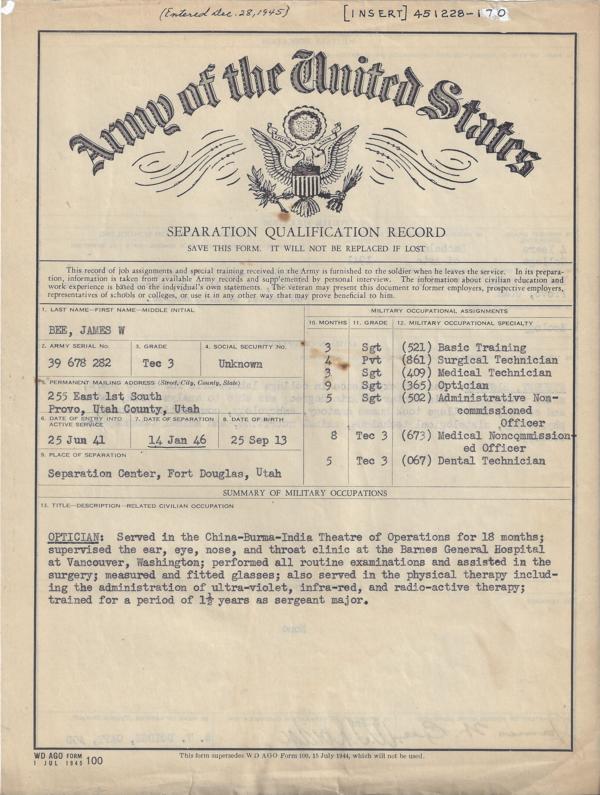 (Entered Dec. 28, 1945)
[INSERT] 451228-170
Army of the United States
SEPARATION QUALIFICATION RECORD
SAVE THIS FORM. IT WILL NOT BE REPLACED IF LOST
This record of job assignments and special training received in the Army is furnished to the soldier when he leaves the service. In its prepara-
tion, information is taken from available Army records and supplemented by personal interview. The information about civilian education and
work experience is based on the individual's own statements. The veteran may present this document to former employers, prospective employers,
representatives of schools or colleges, or use it in any other way that may prove beneficial to him.
1. LAST NAME—FIRST NAME—MIDDLE INITIAL
BEE, JAMES W
2. ARMY SERIAL No. 3. GRADE 4. SOCIAL SECURITY No.
39 678 282 Tec 3 Unknown
5. PERMANENT MAILING ADDRESS (Street, City, County, State)
255 East 1st South
Provo, Utah County, Utah
6. DATE OF ENTRY INTO ACTIVE SERVICE 7. DATE OF SEPARATION 8. DATE OF BIRTH
25 Jun 41 14 Jan 46 25 Sep 13
9. PLACE OF SEPARATION
Separation Center, Fort Douglas, Utah
MILITARY OCCUPATIONAL ASSIGNMENTS
10. MONTHS 11. GRADE 12. MILITARY OCCUPATIONAL SPECIALTY
3 Sgt (521) Basic Training
4 Pvt (861) Surgical Technician
3 Sgt (409) Medical Technician
9 Sgt (365) Optician
5 Sgt (502) Administrative Non-
commissioned
Officer
8 Tec 3 (673) Medical Noncommission-
ed Officer
5 Tec 3 (067) Dental Technician
SUMMARY OF MILITARY OCCUPATIONS
13. TITLE—DESCRIPTION—RELATED CIVILIAN OCCUPATION
OPTICIAN: Served in the China-Burma-India Theatre of Operations for 18 months;
supervised the ear, eye, nose, and throat clinic at the Barnes General Hospital
at Vancouver, Washington; performed all routine examinations and assisted in the
surgery; measured and fitted glasses; also served in the physical therapy includ-
ing the administration of ultra-violet, infra-red, and radio-active therapy;
trained for a period of 1½ years as sergeant major.
WD AGO FORM
1 JUL 1945 100
This form supersedes WD AGO Form 100, 15 July 1944, which will not be used.